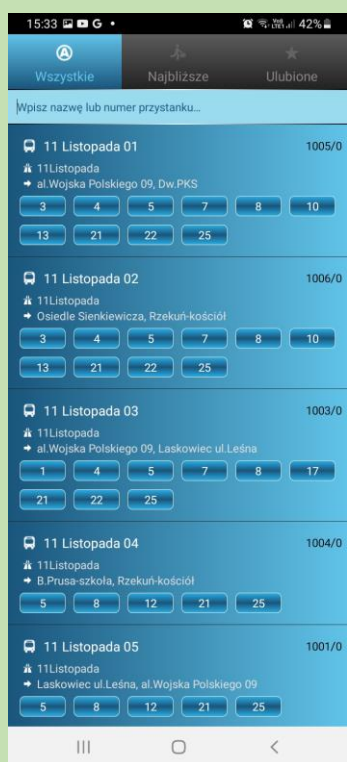 15:33 G • 42%
A
Wszystkie Najbliższe Ulubione
Wpisz nazwę lub numer przystanku...
11 Listopada 01 1005/0
11Listopada
al.Wojska Polskiego 09, Dw.PKS
3 4 5 7 8 10
13 21 22 25
11 Listopada 02 1006/0
11Listopada
Osiedle Sienkiewicza, Rzekuń-kościół
3 4 5 7 8 10
13 21 22 25
11 Listopada 03 1003/0
11Listopada
al.Wojska Polskiego 09, Laskowiec ul.Leśna
1 4 5 7 8 17
21 22 25
11 Listopada 04 1004/0
11Listopada
B.Prusa-szkoła, Rzekuń-kościół
5 8 12 21 25
11 Listopada 05 1001/0
11Listopada
Laskowiec ul.Leśna, al.Wojska Polskiego 09
5 8 12 21 25